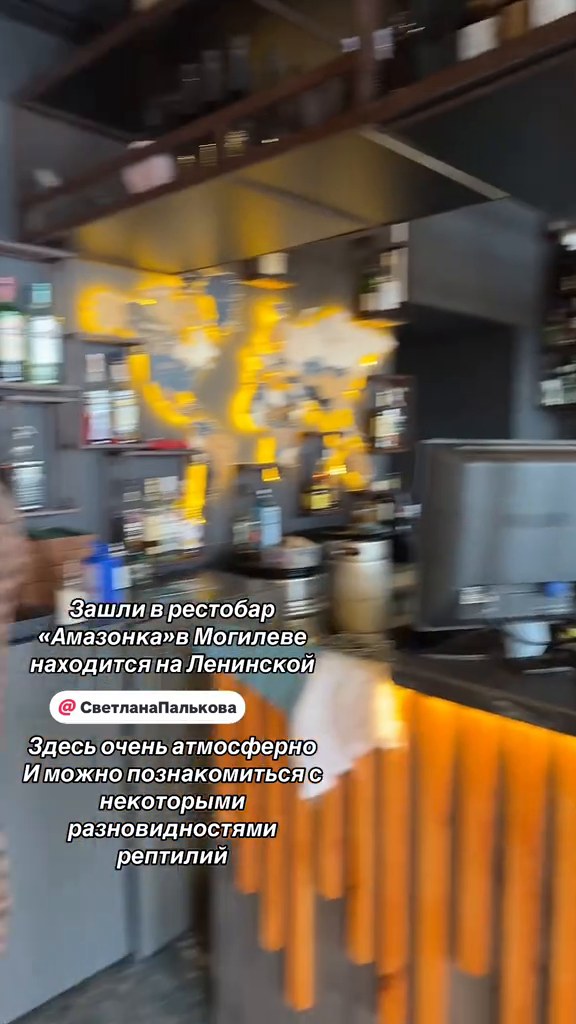 Зашли в рестобар
«Амазонка»в Могилеве
находится на Ленинской
@ СветланаПалькова
Здесь очень атмосферно
И можно познакомиться с
некоторыми
разновидностями
рептилий